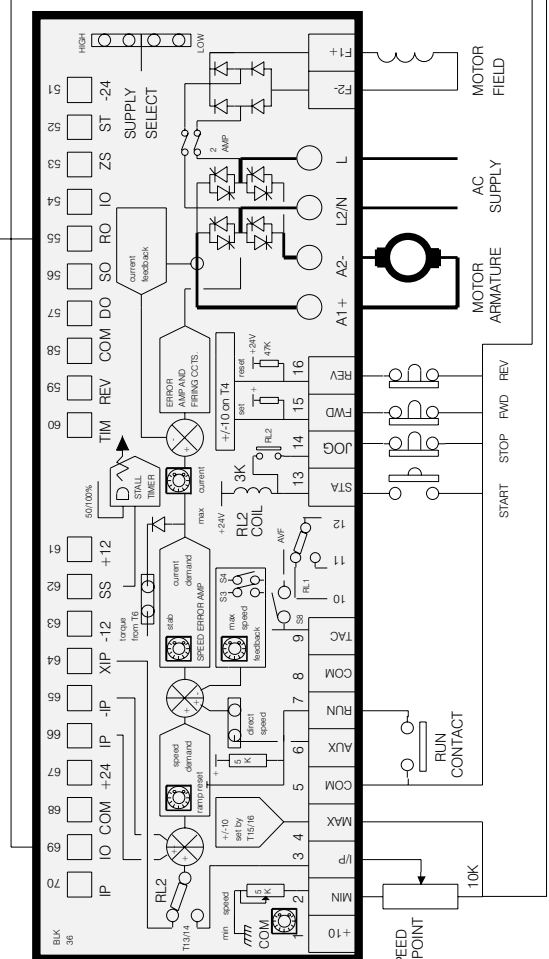 HIGH
LOW
SUPPLY
SELECT
51
-24
52
ST
53
ZS
54
IO
55
RO
56
SO
57
DO
58
COM
59
REV
60
TIM
61
+12
62
SS
63
-12
64
XIP
65
-IP
66
IP
67
+24
68
COM
69
IO
70
IP
BLK
36
2
AMP
current
feedback
ERROR
AMP AND
FIRING CCTS.
+/-10 on T4
reset
+24V
47K
set
+
50/100%
STALL
TIMER
current
max
+24V
3K
RL2
COIL
RL2
torque
from T6
current
demand
stab
SPEED ERROR AMP
S3
S4
max
speed
feedback
AVF
RL1
S8
direct
speed
speed
demand
ramp reset
+
5
K
+/-10
set by
T15/16
RL2
T13/14
min
speed
5
K
COM
F1+
F2-
L
L2/N
A2-
A1+
16
REV
15
FWD
14
JOG
13
STA
12
11
10
9
TAC
8
COM
7
RUN
6
AUX
5
COM
4
MAX
3
I/P
2
MIN
1
+10
MOTOR
FIELD
AC
SUPPLY
MOTOR
ARMATURE
REV
FWD
STOP
START
RUN
CONTACT
10K
PEED
POINT